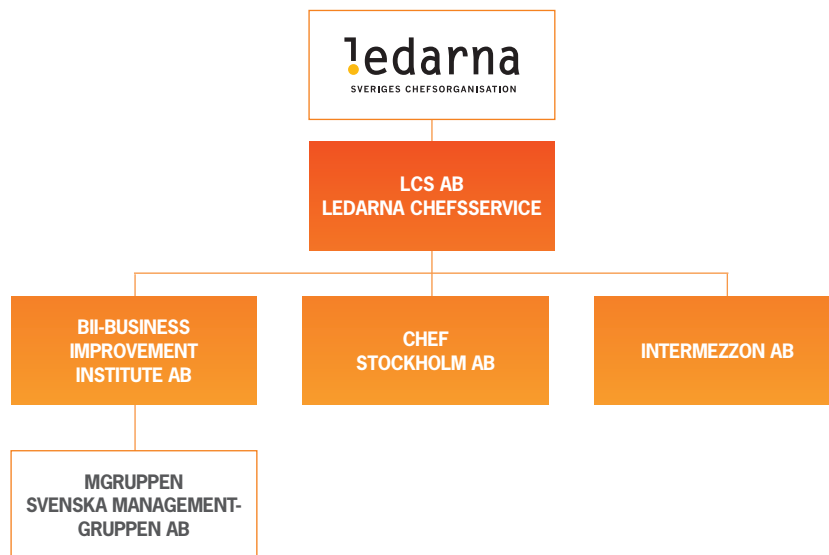 ledarna
SVERIGES CHEFSORGANISATION
LCS AB
LEDARNA CHEFSSERVICE
BII-BUSINESS
IMPROVEMENT
INSTITUTE AB
CHEF
STOCKHOLM AB
INTERMEZZON AB
MGRUPPEN
SVENSKA MANAGEMENT-
GRUPPEN AB